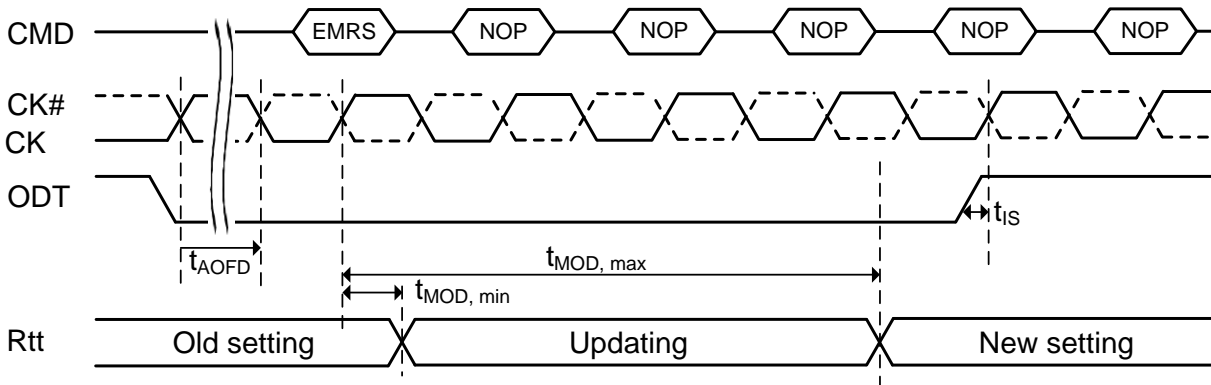 CMD EMRS NOP NOP NOP NOP NOP
CK#
CK
ODT
tIS
tAOFD
tMOD, max
tMOD, min
Rtt Old setting Updating New setting